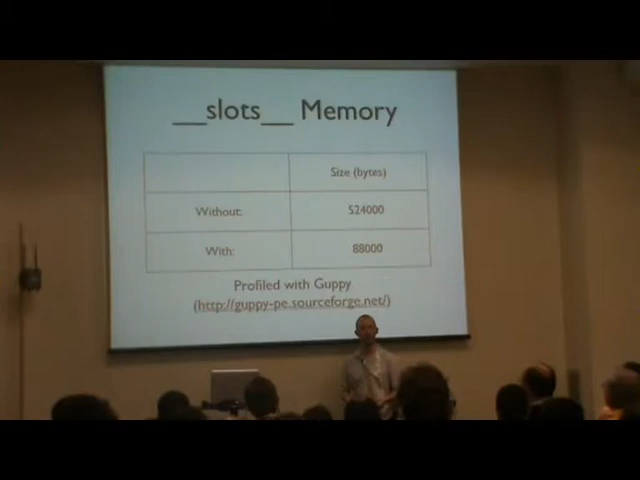 __slots__ Memory
Size (bytes)
Without: 524000
With: 88000
Profiled with Guppy
(http://guppy-pe.sourceforge.net/)